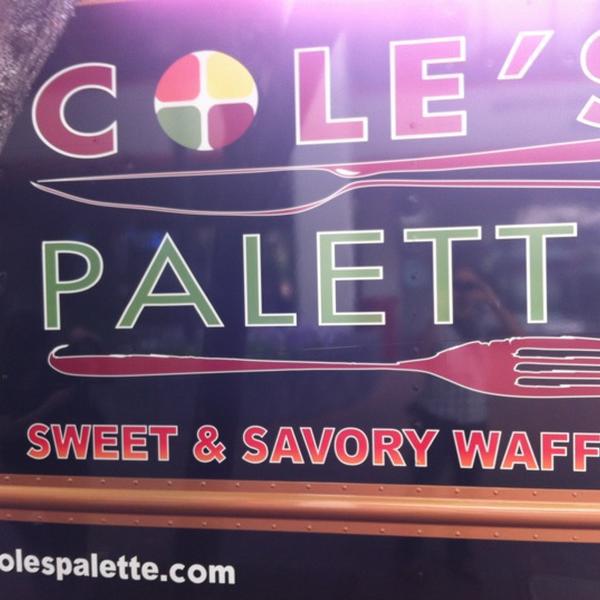 COLE'S
PALETT
SWEET & SAVORY WAFF
olespalette.com